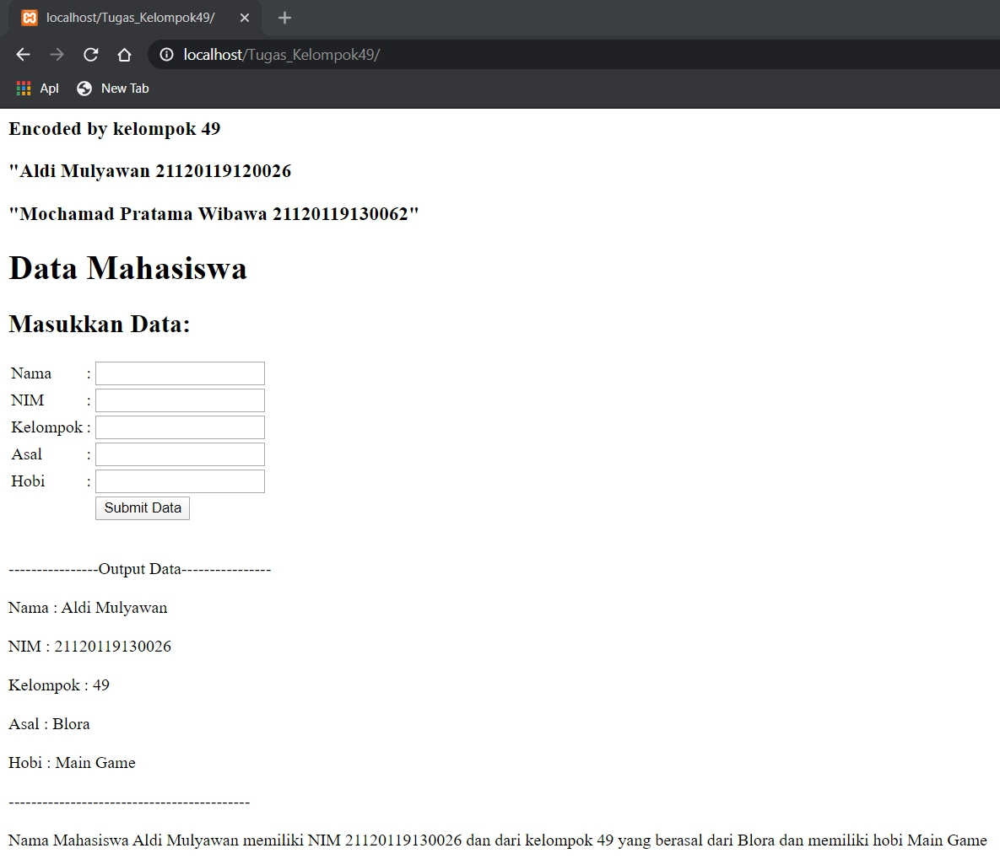 localhost/Tugas_Kelompok49/
localhost/Tugas_Kelompok49/
Apl New Tab
Encoded by kelompok 49
"Aldi Mulyawan 21120119120026
"Mochamad Pratama Wibawa 21120119130062"
Data Mahasiswa
Masukkan Data:
Nama :
NIM :
Kelompok :
Asal :
Hobi :
Submit Data
----------------Output Data----------------
Nama : Aldi Mulyawan
NIM : 21120119130026
Kelompok : 49
Asal : Blora
Hobi : Main Game
-------------------------------------------
Nama Mahasiswa Aldi Mulyawan memiliki NIM 21120119130026 dan dari kelompok 49 yang berasal dari Blora dan memiliki hobi Main Game